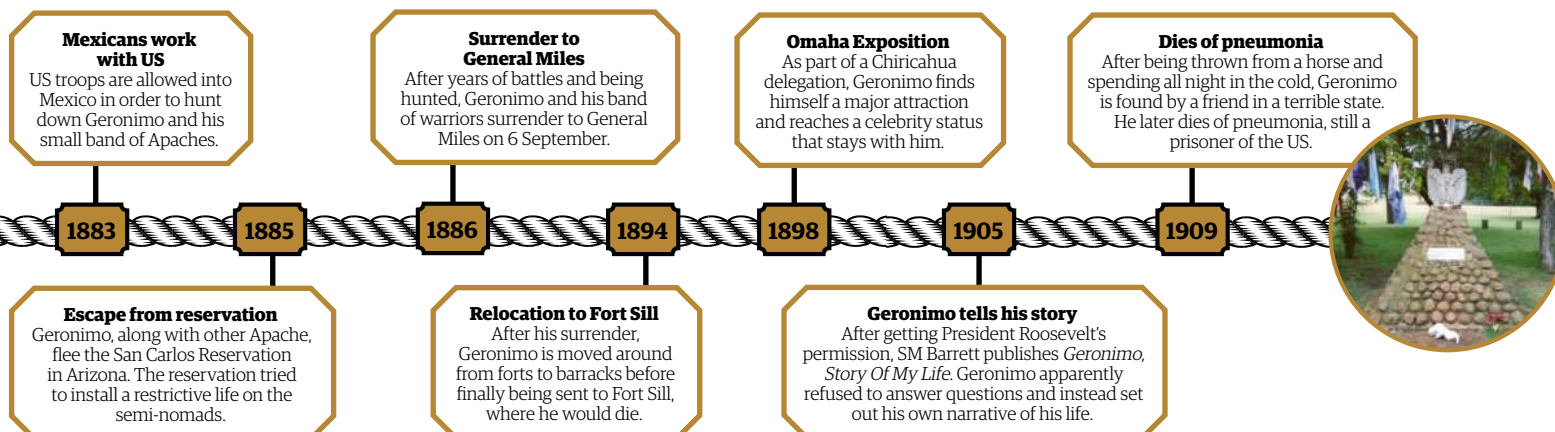 Mexicans work
with US
US troops are allowed into
Mexico in order to hunt
down Geronimo and his
small band of Apaches.
Surrender to
General Miles
After years of battles and being
hunted, Geronimo and his band
of warriors surrender to General
Miles on 6 September.
Omaha Exposition
As part of a Chiricahua
delegation, Geronimo finds
himself a major attraction
and reaches a celebrity status
that stays with him.
Dies of pneumonia
After being thrown from a horse and
spending all night in the cold, Geronimo
is found by a friend in a terrible state.
He later dies of pneumonia, still a
prisoner of the US.
1883
1885
1886
1894
1898
1905
1909
Escape from reservation
Geronimo, along with other Apache,
flee the San Carlos Reservation
in Arizona. The reservation tried
to install a restrictive life on the
semi-nomads.
Relocation to Fort Sill
After his surrender,
Geronimo is moved around
from forts to barracks before
finally being sent to Fort Sill,
where he would die.
Geronimo tells his story
After getting President Roosevelt's
permission, SM Barrett publishes Geronimo,
Story Of My Life. Geronimo apparently
refused to answer questions and instead set
out his own narrative of his life.